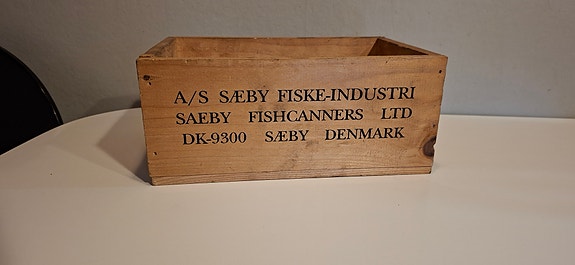 A/S SÆBY FISKE-INDUSTRI
SAEBY FISHCANNERS LTD
DK-9300 SÆBY DENMARK